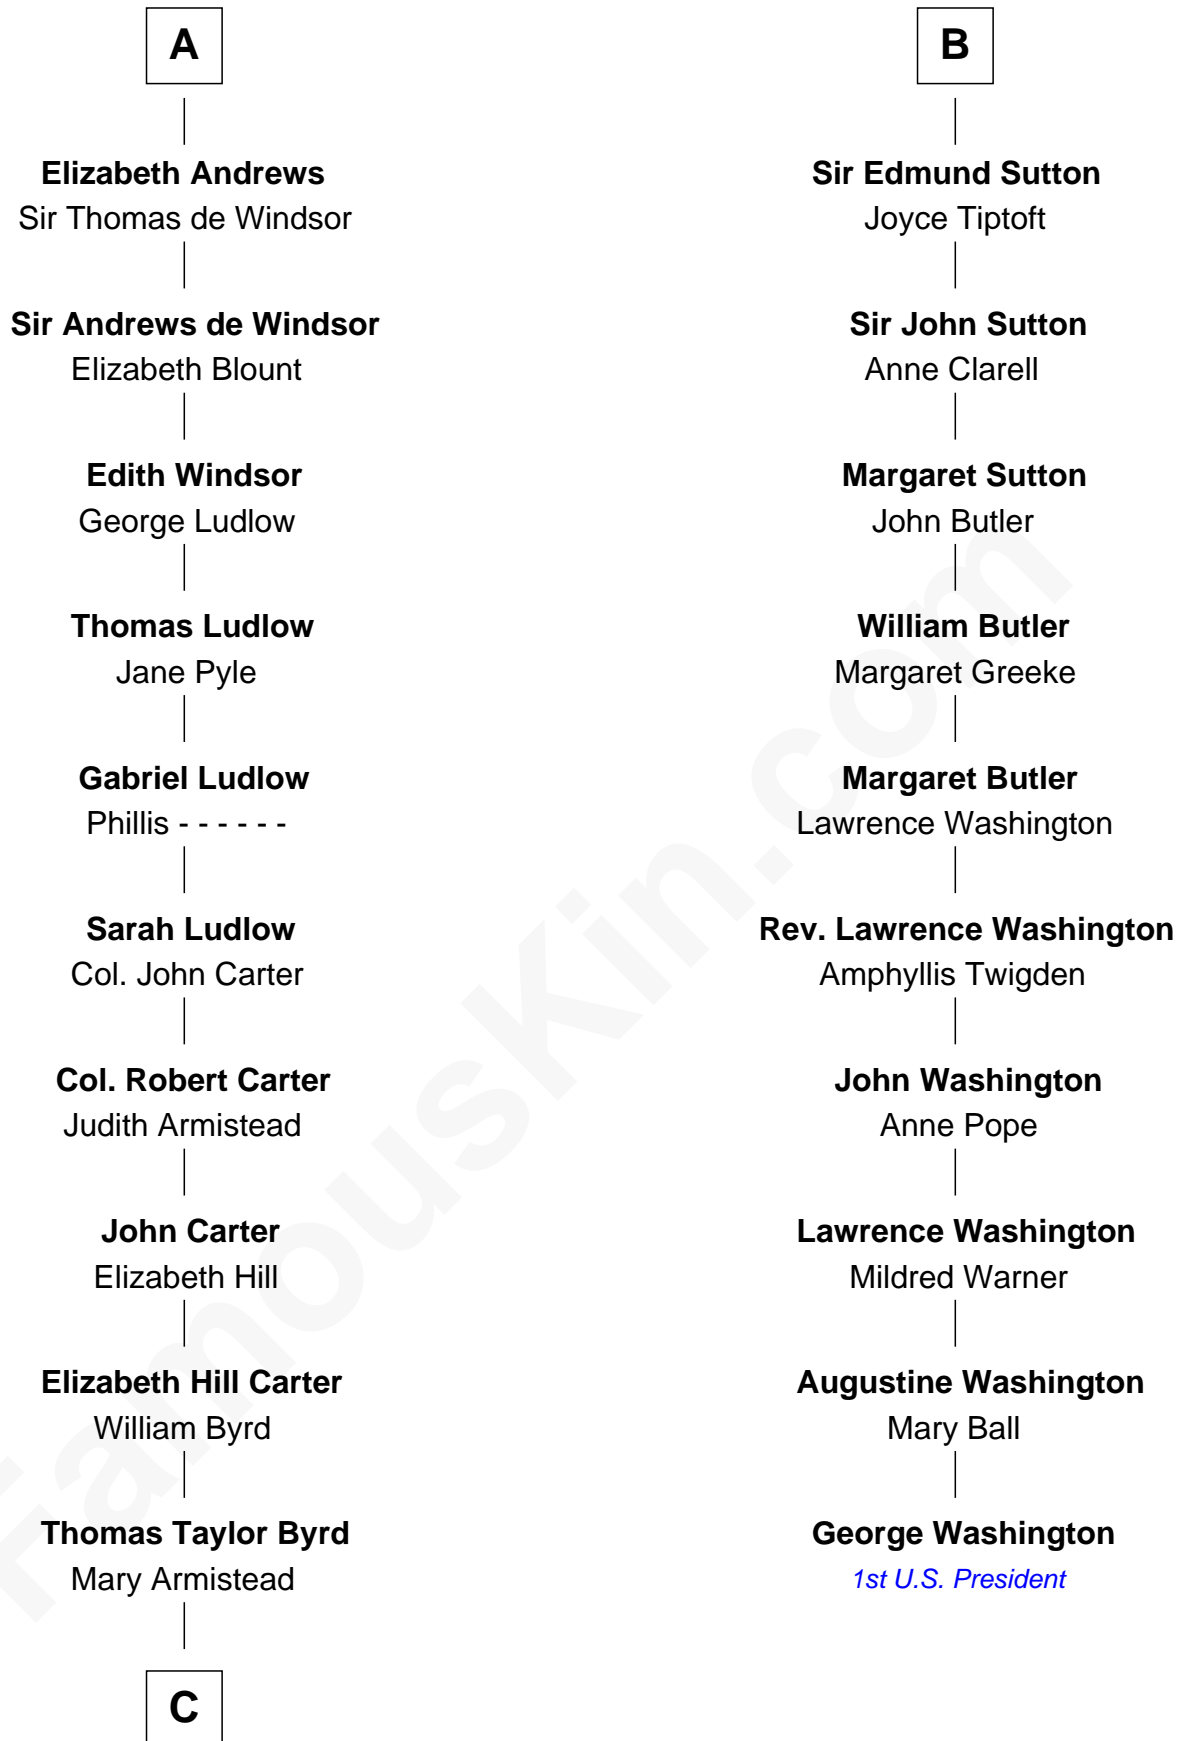 A
Elizabeth Andrews
Sir Thomas de Windsor
Sir Andrews de Windsor
Elizabeth Blount
Edith Windsor
George Ludlow
Thomas Ludlow
Jane Pyle
Gabriel Ludlow
Phillis - - - - - -
Sarah Ludlow
Col. John Carter
Col. Robert Carter
Judith Armistead
John Carter
Elizabeth Hill
Elizabeth Hill Carter
William Byrd
Thomas Taylor Byrd
Mary Armistead
C
B
Sir Edmund Sutton
Joyce Tiptoft
Sir John Sutton
Anne Clarell
Margaret Sutton
John Butler
William Butler
Margaret Greeke
Margaret Butler
Lawrence Washington
Rev. Lawrence Washington
Amphyllis Twigden
John Washington
Anne Pope
Lawrence Washington
Mildred Warner
Augustine Washington
Mary Ball
George Washington
1st U.S. President
FamousKin.com